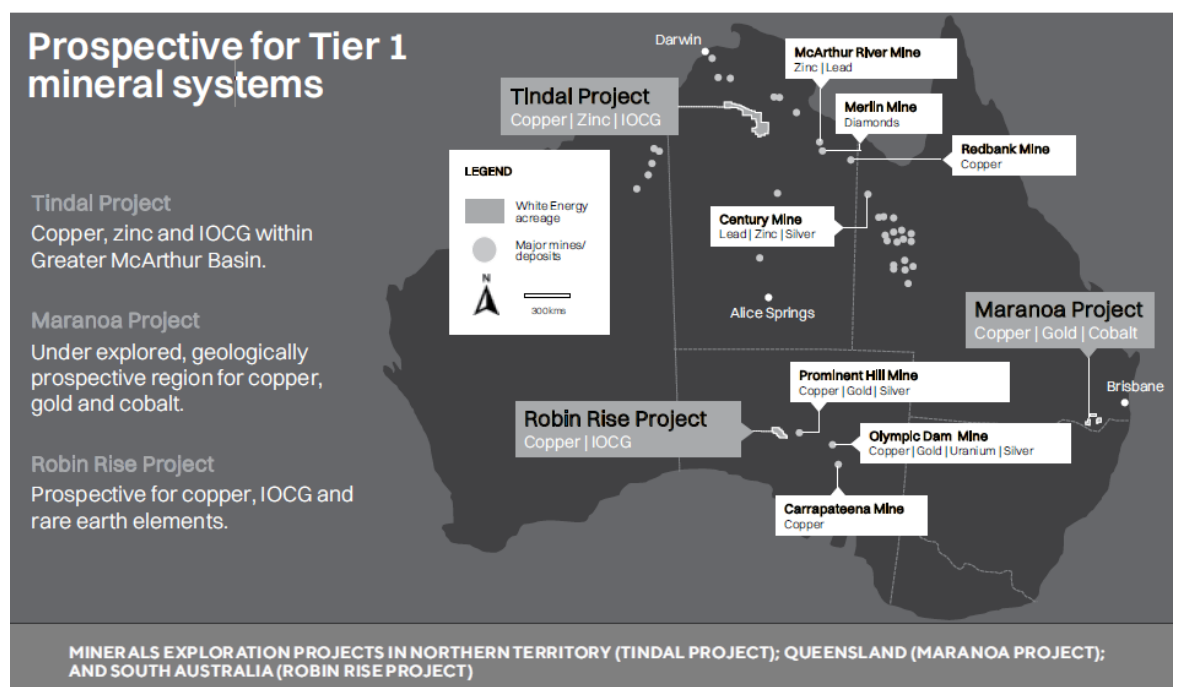 Prospective for Tier 1
mineral systems
Tindal Project
Copper, zinc and IOCG within
Greater McArthur Basin.
Maranoa Project
Under explored, geologically
prospective region for copper,
gold and cobalt.
Robin Rise Project
Prospective for copper, IOCG and
rare earth elements.
Darwin
McArthur River Mine
Zinc | Lead
Tindal Project
Copper | Zinc | IOCG
Merlin Mine
Diamonds
Redbank Mine
Copper
LEGEND
White Energy
acreage
Major mines/
deposits
N
300kms
Century Mine
Lead | Zinc | Silver
Alice Springs
Maranoa Project
Copper | Gold | Cobalt
Brisbane
Prominent Hill Mine
Copper | Gold | Silver
Robin Rise Project
Copper | IOCG
Olympic Dam Mine
Copper | Gold | Uranium | Silver
Carrapateena Mine
Copper
MINERALS EXPLORATION PROJECTS IN NORTHERN TERRITORY (TINDAL PROJECT); QUEENSLAND (MARANOA PROJECT);
AND SOUTH AUSTRALIA (ROBIN RISE PROJECT)